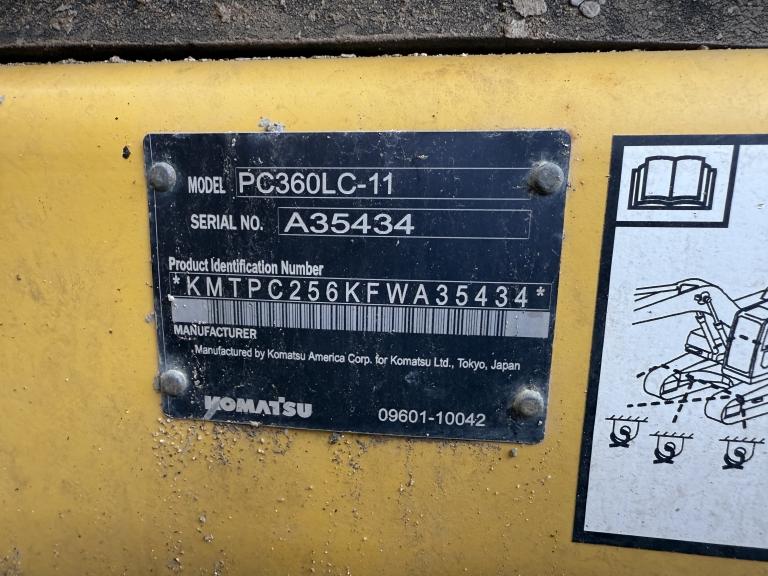 MODEL PC360LC-11
SERIAL NO. A35434
Product Identification Number
*KMTPC256KFWA35434*
MANUFACTURER
Manufactured by Komatsu America Corp. for Komatsu Ltd., Tokyo, Japan
KOMATSU 09601-10042